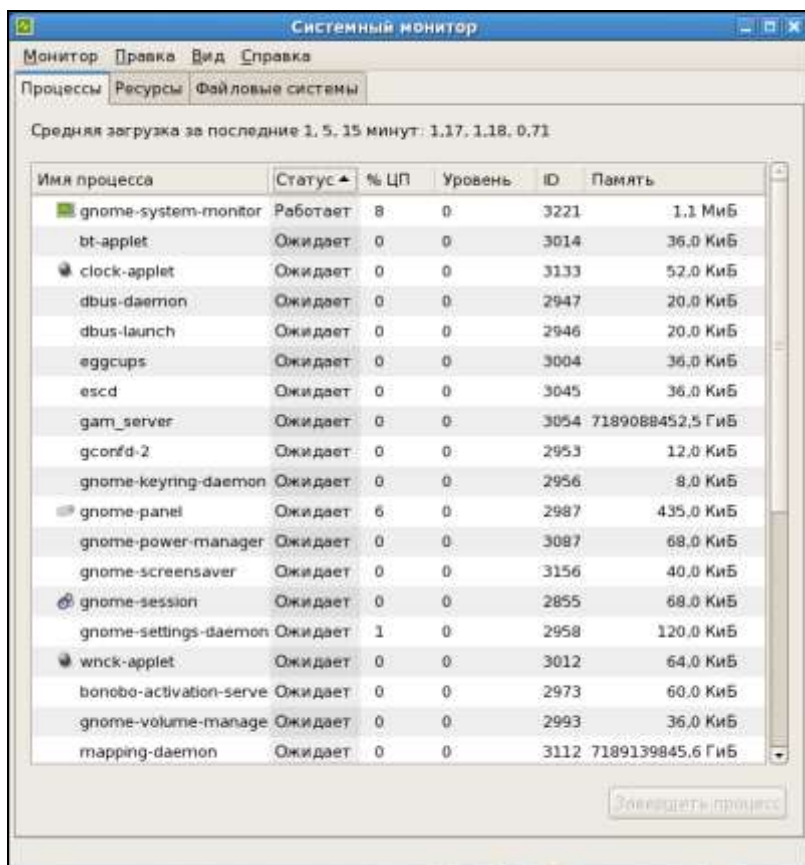 Системный монитор
Монитор Правка Вид Справка
Процессы Ресурсы Файловые системы
Средняя загрузка за последние 1, 5, 15 минут: 1,17, 1,18, 0,71
Имя процесса Статус % ЦП Уровень ID Память
gnome-system-monitor Работает 8 0 3221 1,1 МиБ
bt-applet Ожидает 0 0 3014 36,0 КиБ
clock-applet Ожидает 0 0 3133 52,0 КиБ
dbus-daemon Ожидает 0 0 2947 20,0 КиБ
dbus-launch Ожидает 0 0 2946 20,0 КиБ
eggcups Ожидает 0 0 3004 36,0 КиБ
escd Ожидает 0 0 3045 36,0 КиБ
gam_server Ожидает 0 0 3054 7189088452,5 ГиБ
gconfd-2 Ожидает 0 0 2953 12,0 КиБ
gnome-keyring-daemon Ожидает 0 0 2956 8,0 КиБ
gnome-panel Ожидает 6 0 2987 435,0 КиБ
gnome-power-manager Ожидает 0 0 3087 68,0 КиБ
gnome-screensaver Ожидает 0 0 3156 40,0 КиБ
gnome-session Ожидает 0 0 2855 68,0 КиБ
gnome-settings-daemon Ожидает 1 0 2958 120,0 КиБ
wnck-applet Ожидает 0 0 3012 64,0 КиБ
bonobo-activation-serve Ожидает 0 0 2973 60,0 КиБ
gnome-volume-manage Ожидает 0 0 2993 36,0 КиБ
mapping-daemon Ожидает 0 0 3112 7189139845,6 ГиБ
Завершить процесс